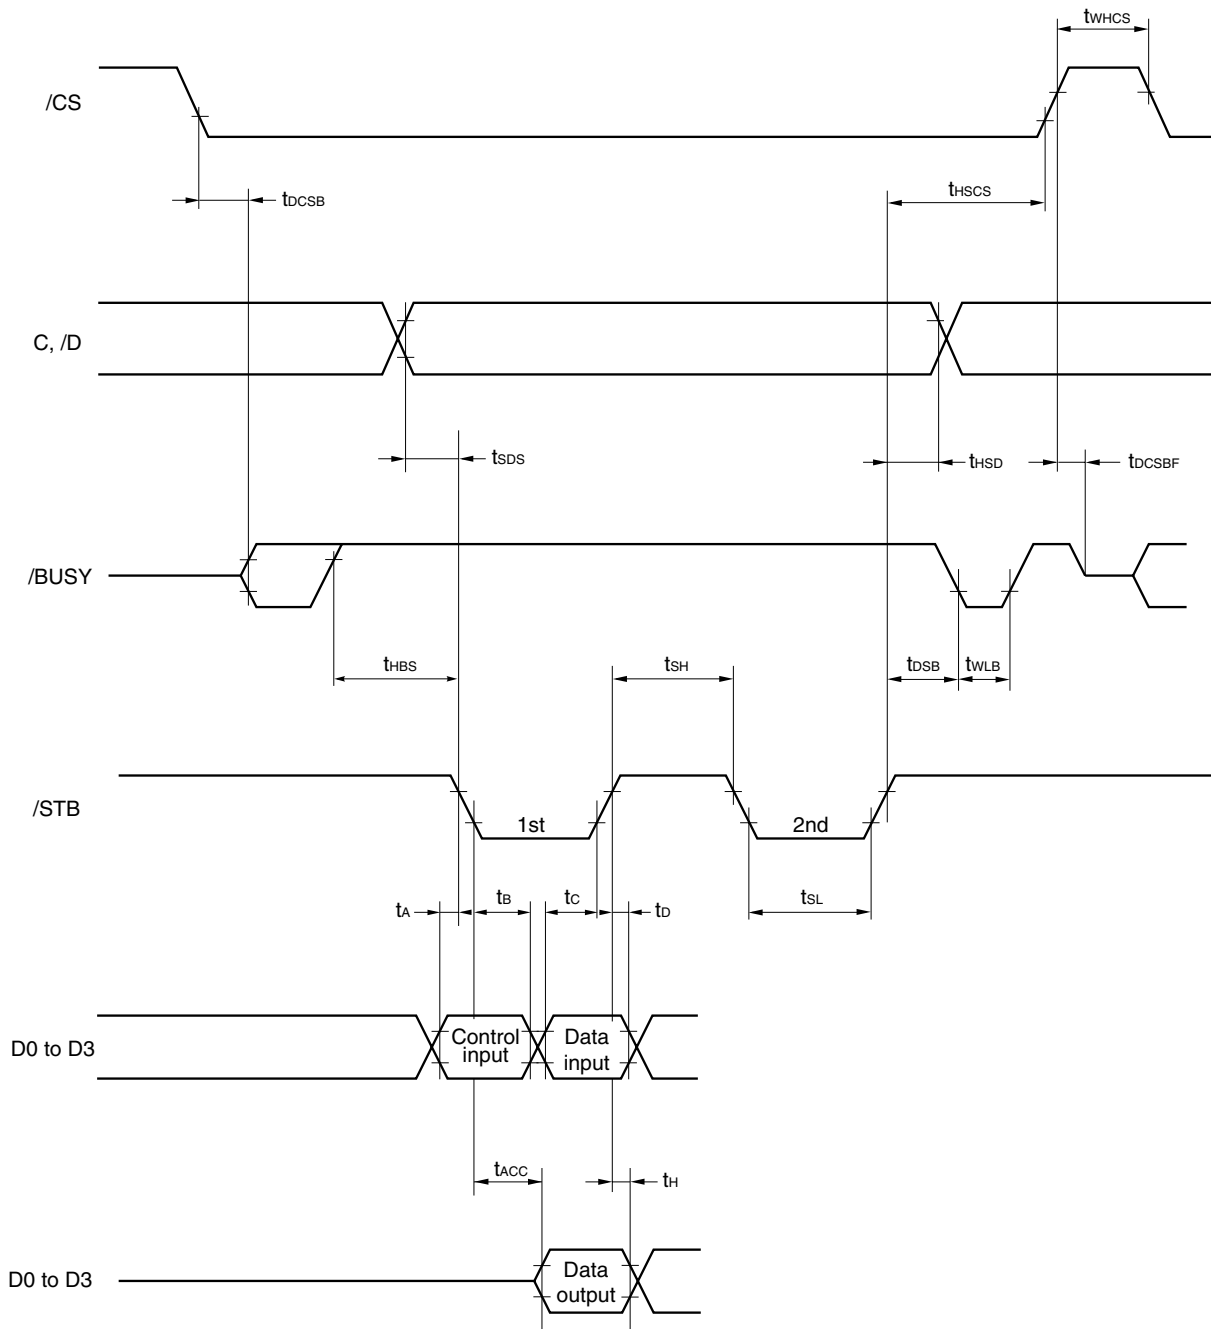 tWHCS
/CS
tDCSB
tHSCS
C, /D
tSDS
tHSD
tDCSBF
/BUSY
tHBS
tSH
tDSB
tWLB
/STB
1st
2nd
tA
tB
tC
tD
tSL
D0 to D3
Control
input
Data
input
tACC
tH
D0 to D3
Data
output